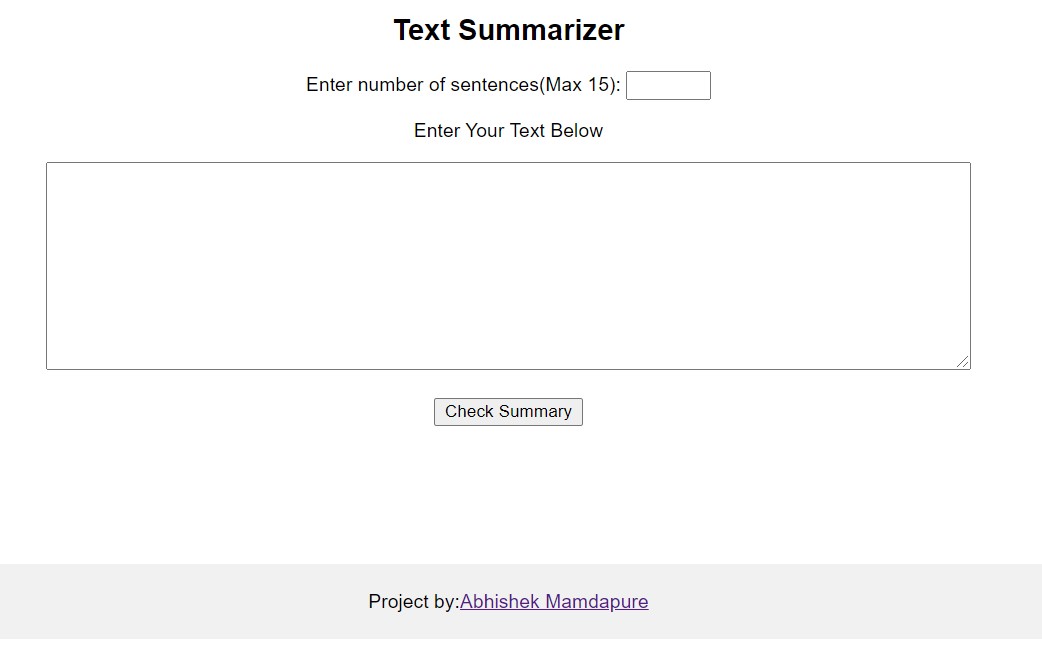 Text Summarizer
Enter number of sentences(Max 15):
Enter Your Text Below
Check Summary
Project by:Abhishek Mamdapure